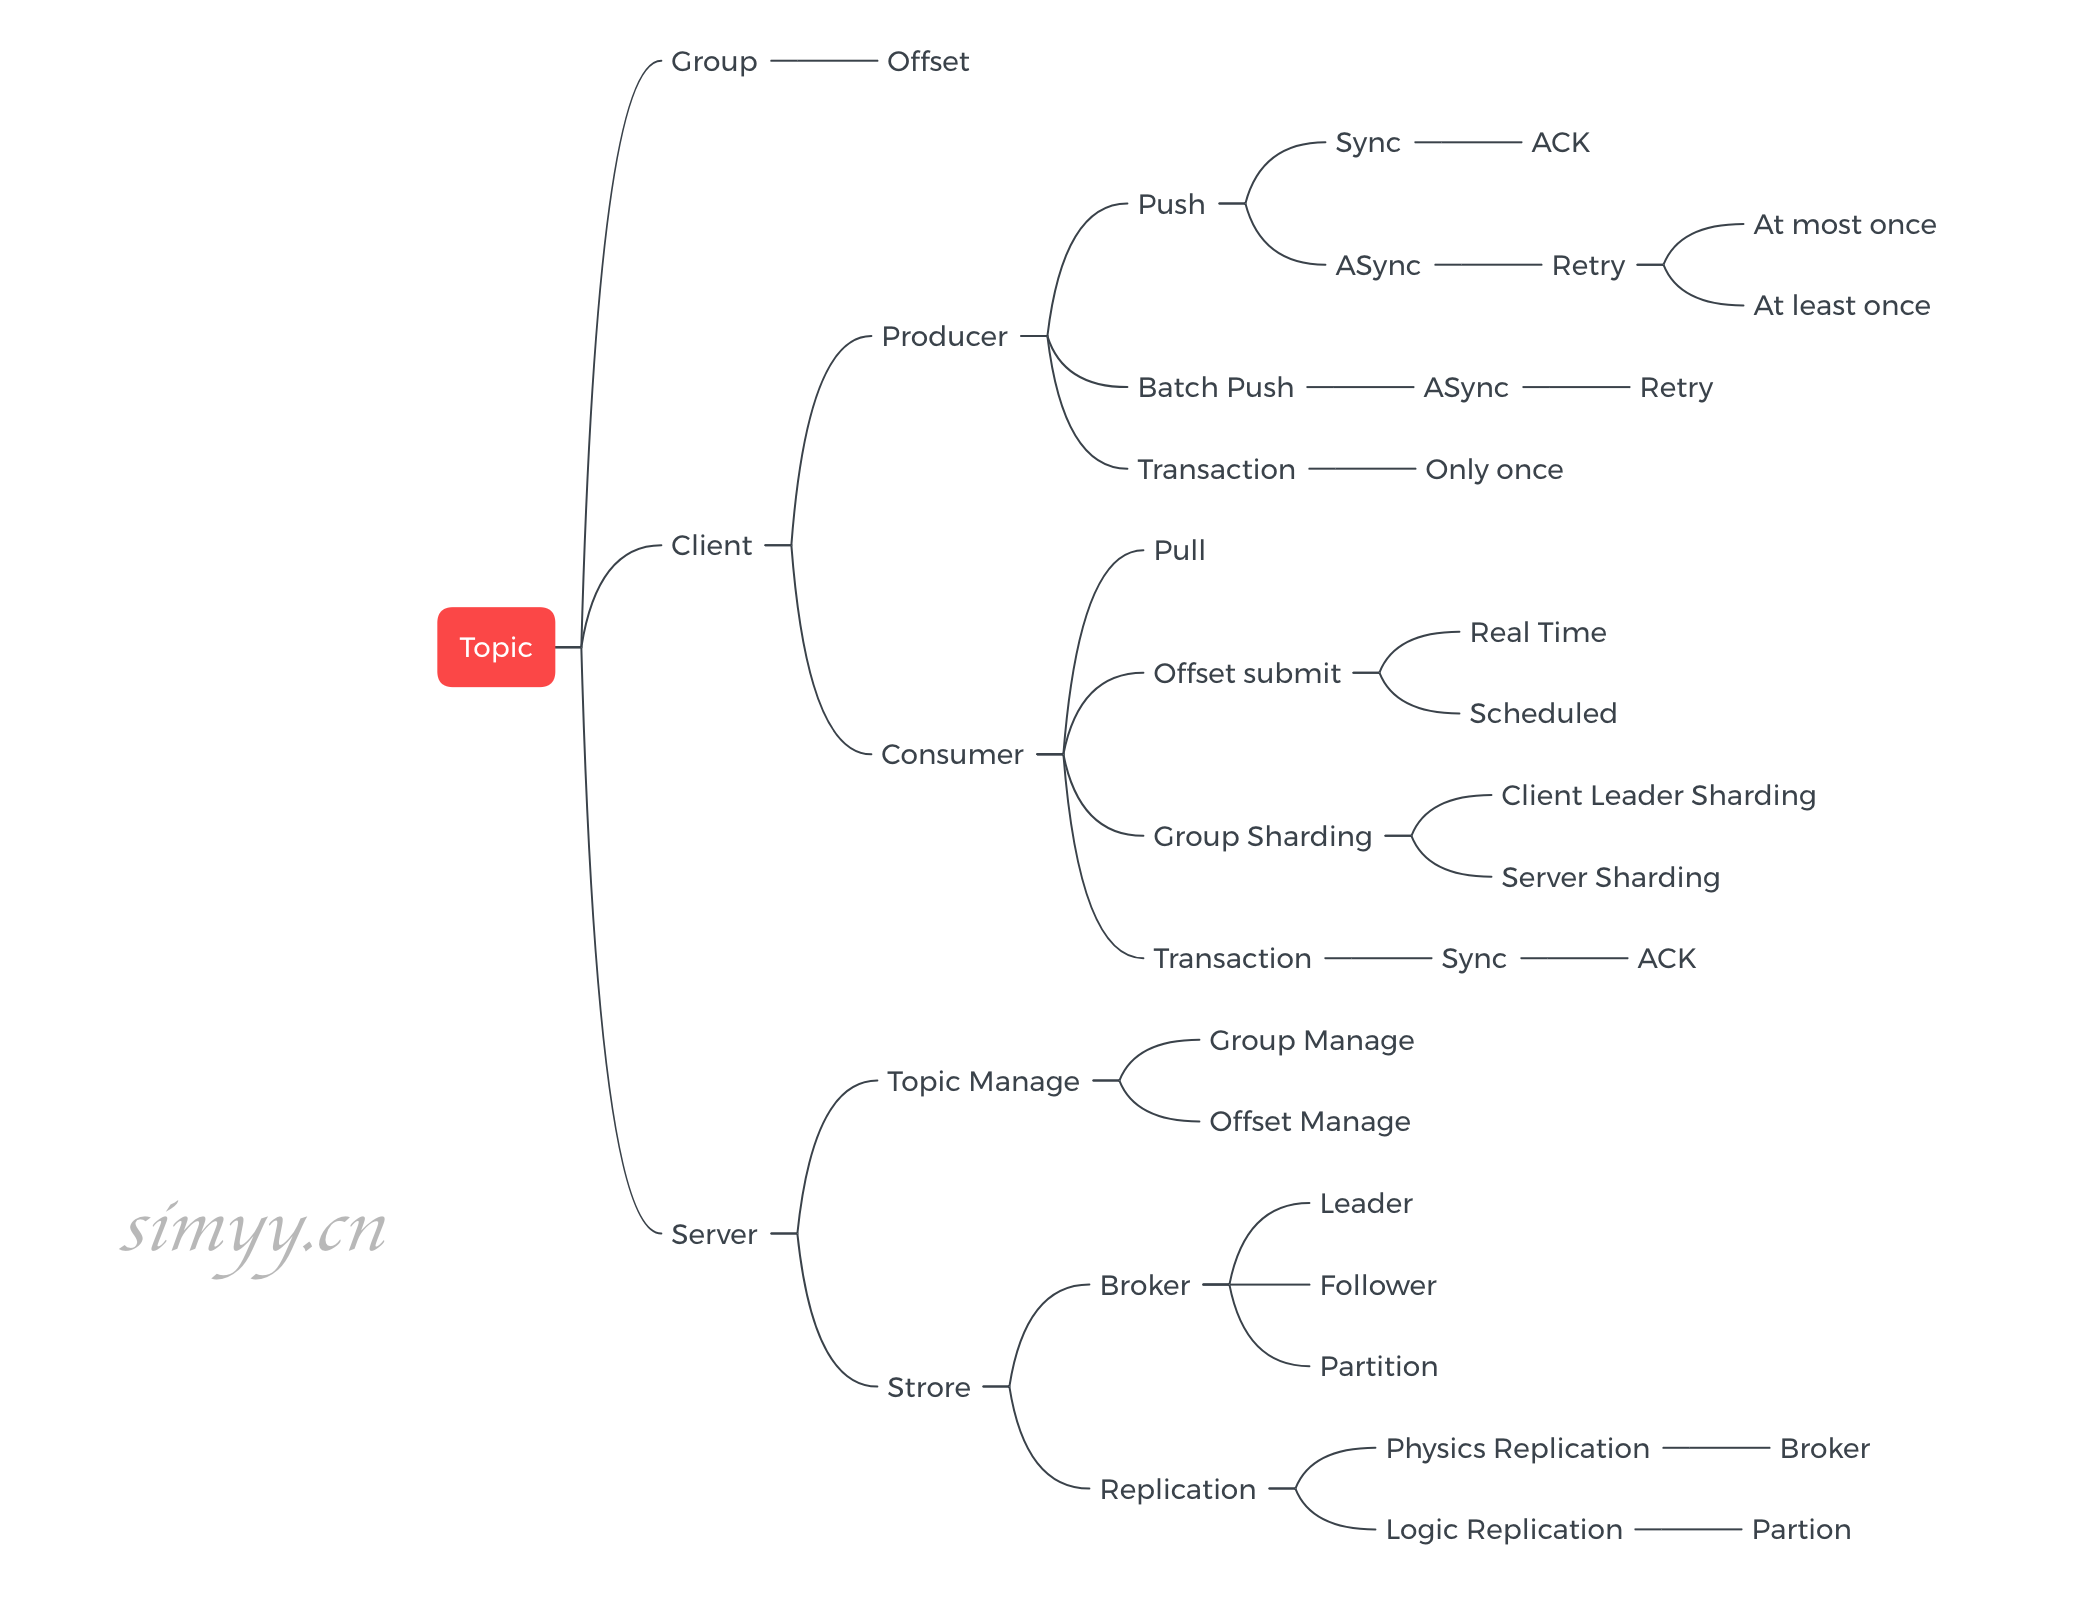 Group
Offset
Sync
ACK
Push
At most once
ASync
Retry
At least once
Producer
Batch Push
ASync
Retry
Transaction
Only once
Client
Pull
Topic
Real Time
Offset submit
Scheduled
Consumer
Client Leader Sharding
Group Sharding
Server Sharding
Transaction
Sync
ACK
Group Manage
Topic Manage
Offset Manage
Leader
simyy.cn
Server
Broker
Follower
Partition
Strore
Physics Replication
Broker
Replication
Logic Replication
Partion